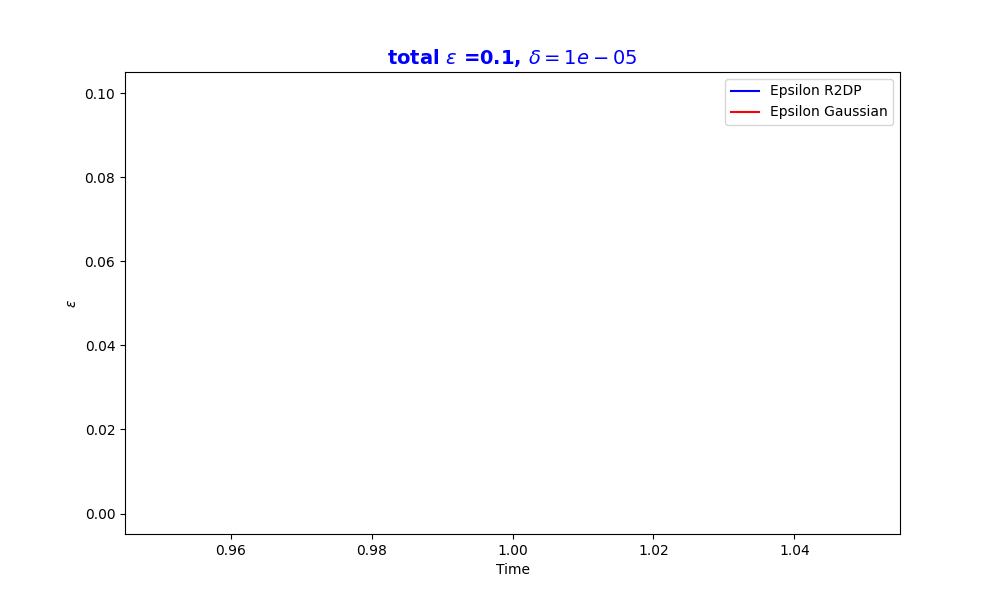 total ε =0.1, δ = 1e − 05
Epsilon R2DP
Epsilon Gaussian
0.10
0.08
0.06
0.04
0.02
0.00
ε
0.96 0.98 1.00 1.02 1.04
Time